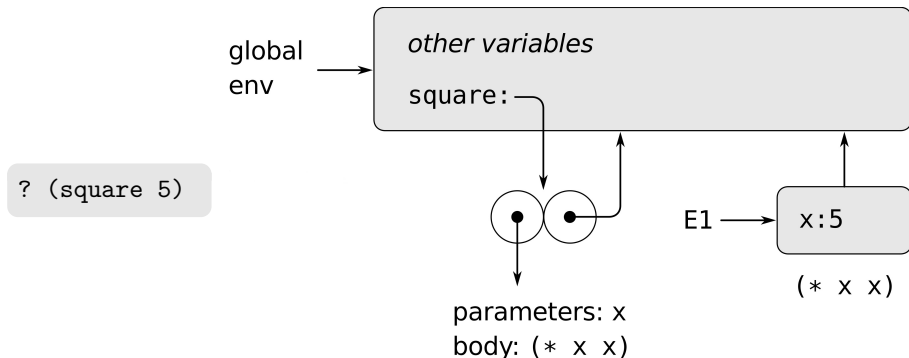 other variables
global
env
square:
? (square 5)
E1
x:5
(* x x)
parameters: x
body: (* x x)